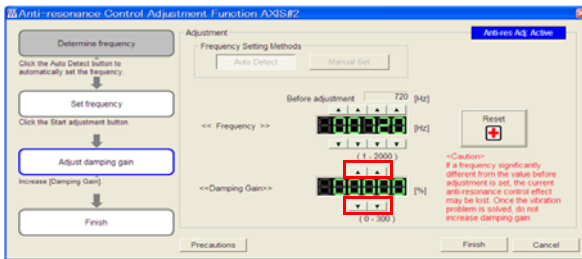 Anti-resonance Control Adjustment Function AXIS#2
Adjustment
Anti-res Adj: Active
Determine frequency
Frequency Setting Methods
Auto Detect
Manual Set
Click the Auto Detect button to
automatically set the frequency.
Set frequency
Before adjustment
720
[Hz]
Click the Start adjustment button.
<< Frequency >>
00720
[Hz]
Reset
( 1 - 2000 )
Adjust damping gain
Increase [Damping Gain].
<<Damping Gain>>
00000
[%]
( 0 - 300 )
<Caution>
If a frequency significantly
different from the value before
adjustment is set, the current
anti-resonance control effect
may be lost. Once the vibration
problem is solved, do not
increase damping gain.
Finish
Precautions
Finish
Cancel